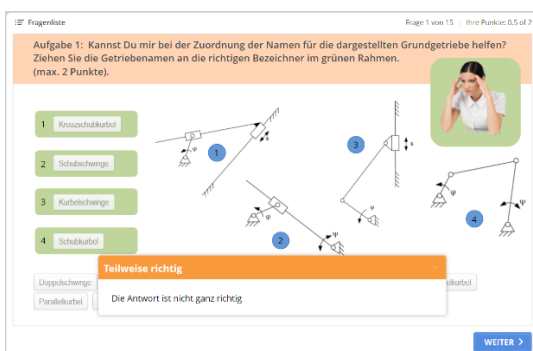 Fragenliste
Frage 1 von 15 | Ihre Punkte: 0.5 of 2
Aufgabe 1: Kannst Du mir bei der Zuordnung der Namen für die dargestellten Grundgetriebe helfen?
Ziehen Sie die Getriebenamen an die richtigen Bezeichner im grünen Rahmen.
(max. 2 Punkte).
1 Kreuzschubkurbel
2 Schubschwinge
3 Kurbelschwinge
4 Schubkurbel
φ
1
s
φ
2
ψ
3
s
φ
φ
4
ψ
Doppelschwinge
Parallelkurbel
Teilweise richtig
Die Antwort ist nicht ganz richtig
WEITER >